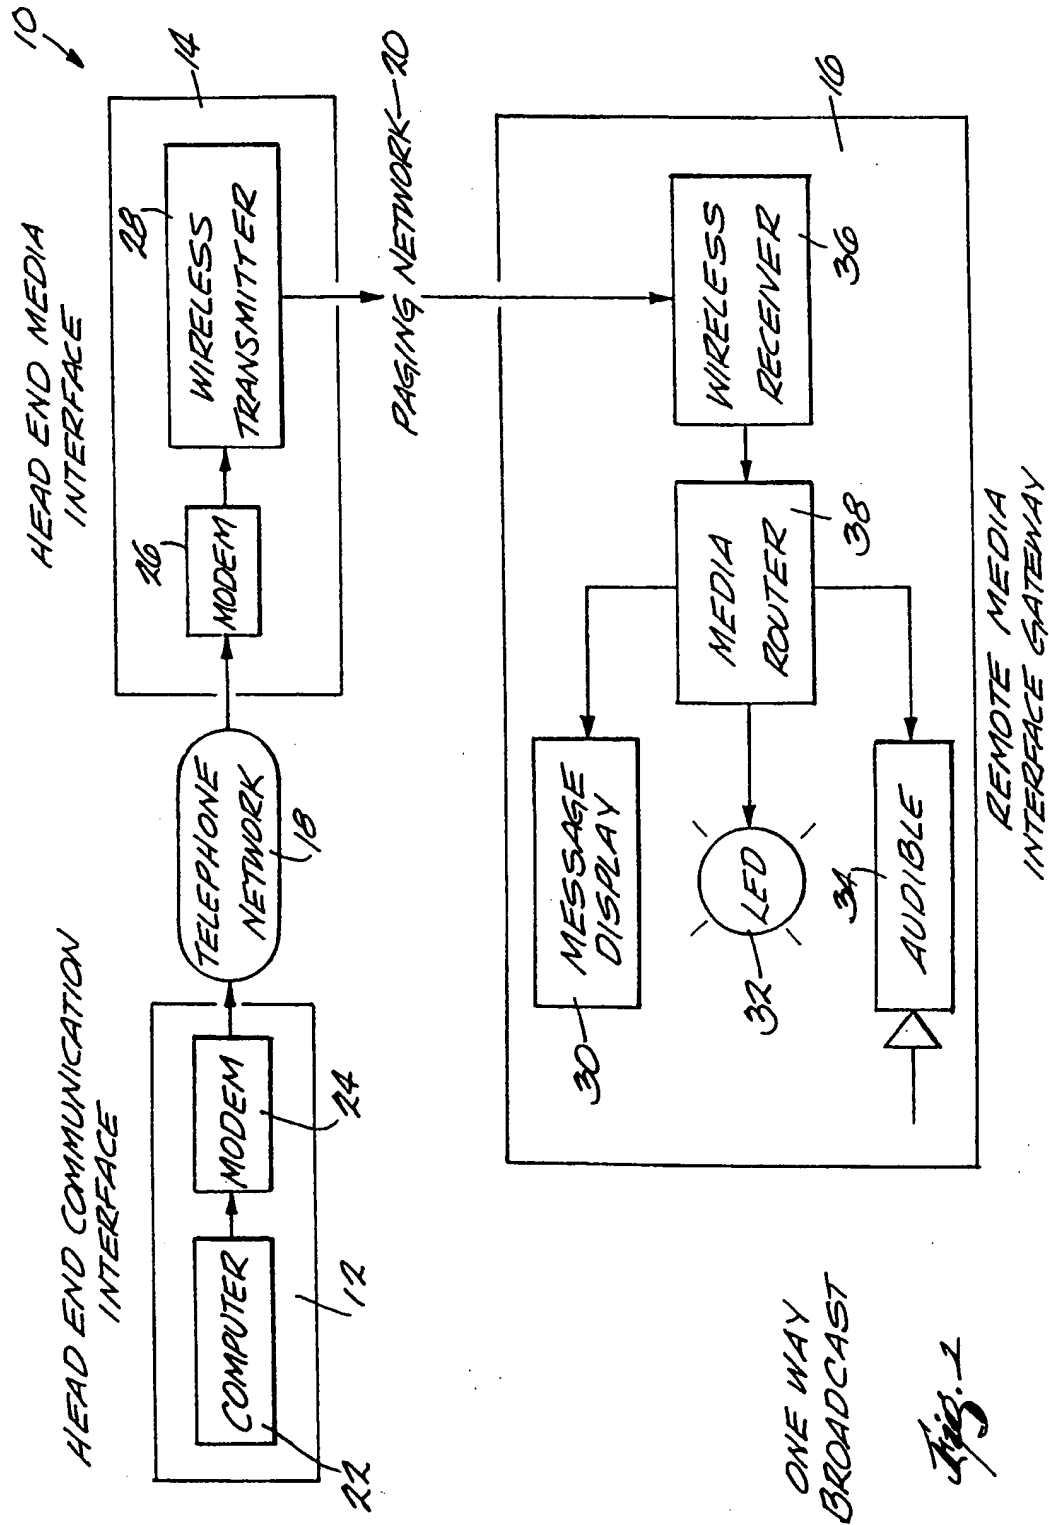 10
HEAD END COMMUNICATION
INTERFACE
HEAD END MEDIA
INTERFACE
COMPUTER
22
MODEM
24
12
TELEPHONE
NETWORK
18
26
MODEM
28
WIRELESS
TRANSMITTER
14
PAGING NETWORK
20
30
MESSAGE
DISPLAY
32
LED
34
AUDIBLE
MEDIA
ROUTER
38
WIRELESS
RECEIVER
36
16
REMOTE MEDIA
INTERFACE GATEWAY
ONE WAY
BROADCAST
Fig. 1